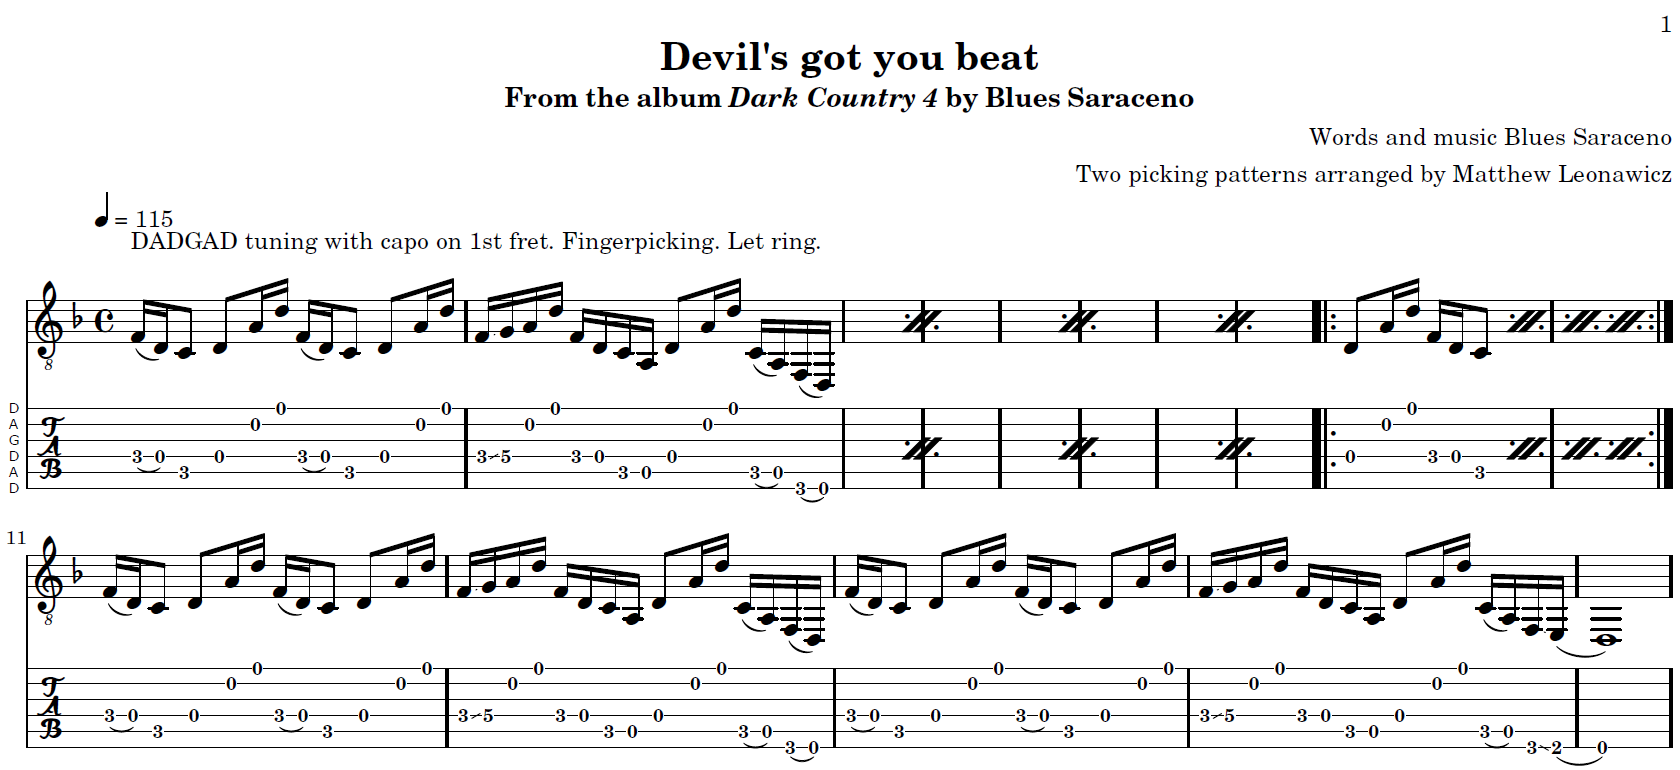 1
Devil's got you beat
From the album Dark Country 4 by Blues Saraceno
Words and music Blues Saraceno
Two picking patterns arranged by Matthew Leonawicz
= 115
DADGAD tuning with capo on 1st fret. Fingerpicking. Let ring.
8
D 0 0 0 0 0
A 0 0 0 0 0
G
D 3 0 0 3 0 0 3 5 3 0 0 0 3 0
A 3 3 3 0 3 0 3
D 3 0
T
A
B
11
8
0 0 0 0 0 0 0 0
0 0 0 0 0 0 0 0
3 0 0 3 0 0 3 5 3 0 0 3 0 0 3 0 0 3 5 3 0 0
3 3 3 0 3 0 3 3 3 0 3 0
3 0 3 2 0
T
A
B